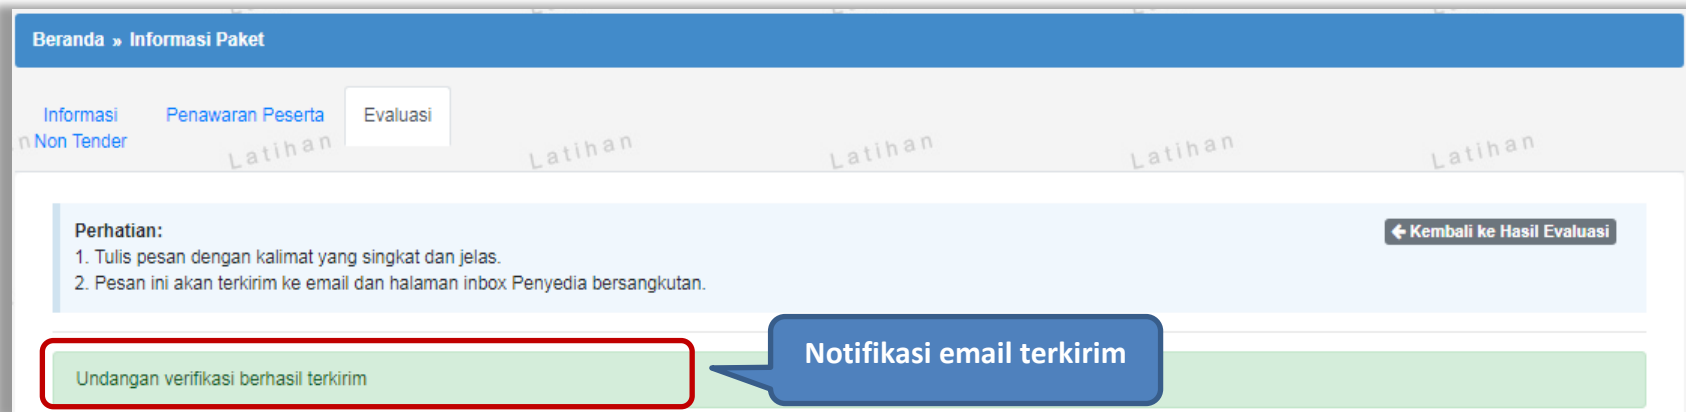 Beranda » Informasi Paket
Informasi Non Tender
Penawaran Peserta
Evaluasi
Latihan Latihan Latihan Latihan Latihan
Perhatian:
Kembali ke Hasil Evaluasi
1. Tulis pesan dengan kalimat yang singkat dan jelas.
2. Pesan ini akan terkirim ke email dan halaman inbox Penyedia bersangkutan.
Notifikasi email terkirim
Undangan verifikasi berhasil terkirim